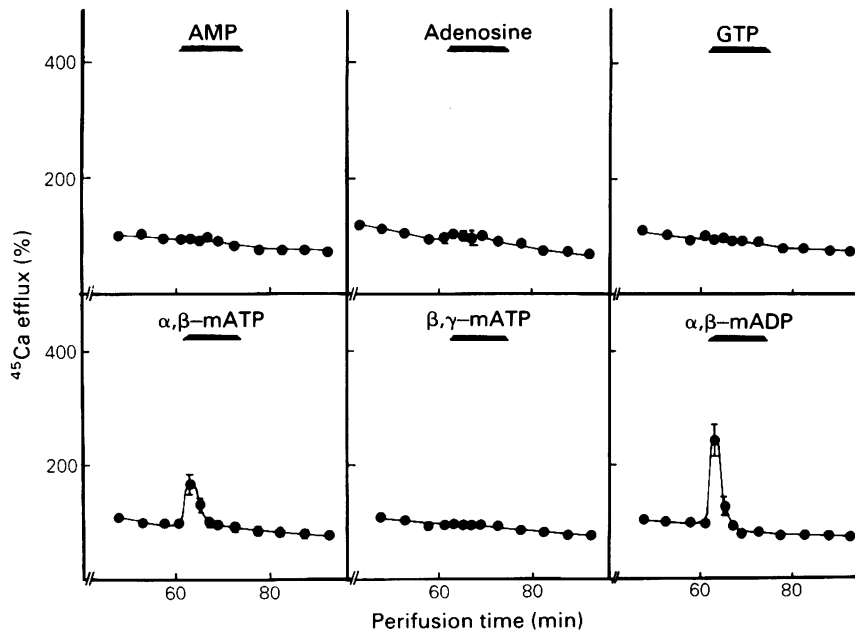 AMP
Adenosine
GTP
400
200
α,β–mATP
β,γ–mATP
α,β–mADP
400
200
60
80
60
80
60
80
⁴⁵Ca efflux (%)
Perifusion time (min)